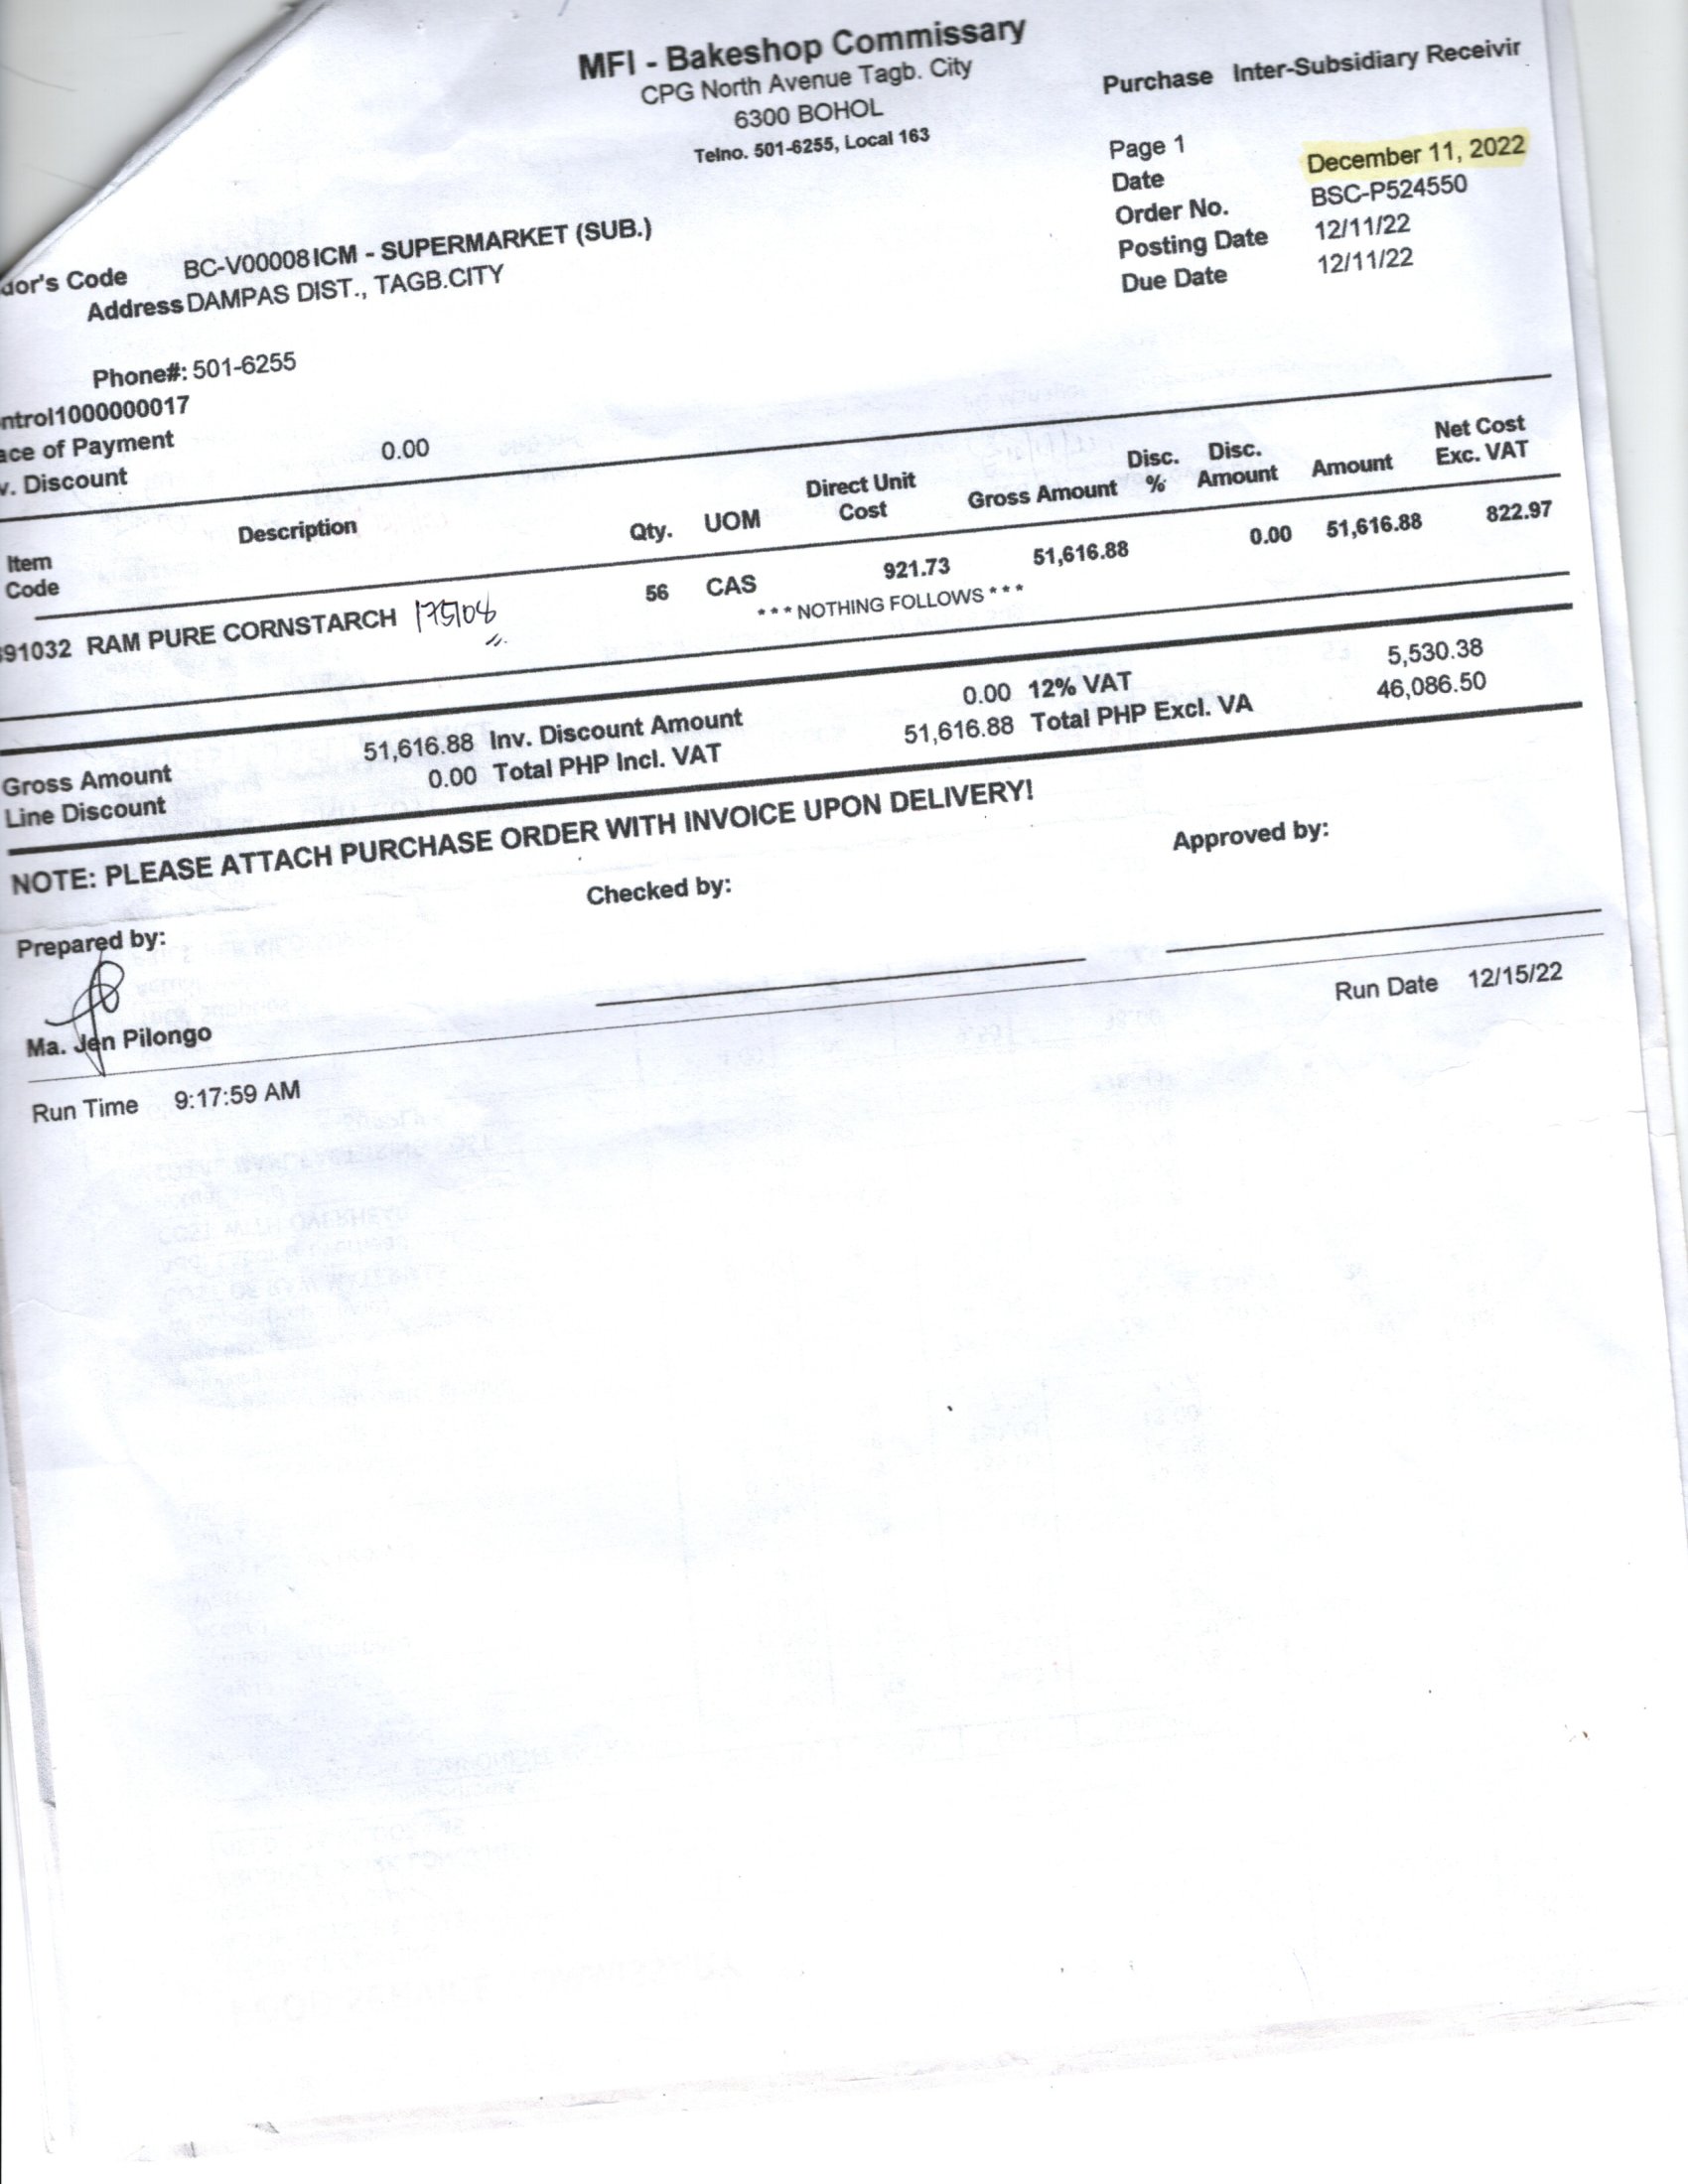 MFI - Bakeshop Commissary
CPG North Avenue Tagb. City
6300 BOHOL
Telno. 501-6255, Local 163
Purchase Inter-Subsidiary Receivir
Page 1
Date December 11, 2022
Order No. BSC-P524550
Posting Date 12/11/22
Due Date 12/11/22
dor's Code BC-V00008 ICM - SUPERMARKET (SUB.)
Address DAMPAS DIST., TAGB.CITY
Phone#: 501-6255
ntrol1000000017
ace of Payment
v. Discount 0.00
Item Code Description Qty. UOM Direct Unit Cost Gross Amount Disc. % Disc. Amount Amount Net Cost Exc. VAT
91032 RAM PURE CORNSTARCH 175108 56 CAS 921.73 51,616.88 0.00 51,616.88 822.97
* * * NOTHING FOLLOWS * * *
Gross Amount 51,616.88 Inv. Discount Amount 0.00 12% VAT 5,530.38
Line Discount 0.00 Total PHP Incl. VAT 51,616.88 Total PHP Excl. VA 46,086.50
NOTE: PLEASE ATTACH PURCHASE ORDER WITH INVOICE UPON DELIVERY!
Prepared by: Checked by: Approved by:
Ma. Jen Pilongo
Run Time 9:17:59 AM Run Date 12/15/22